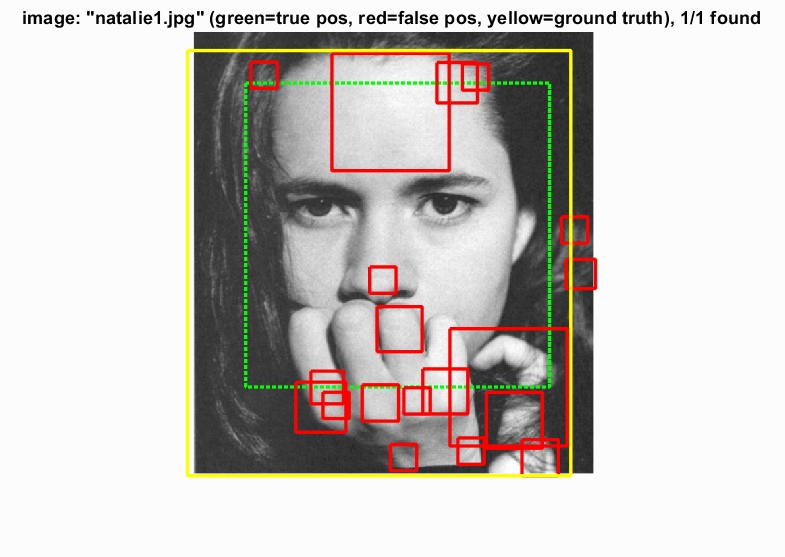 image: "natalie1.jpg" (green=true pos, red=false pos, yellow=ground truth), 1/1 found